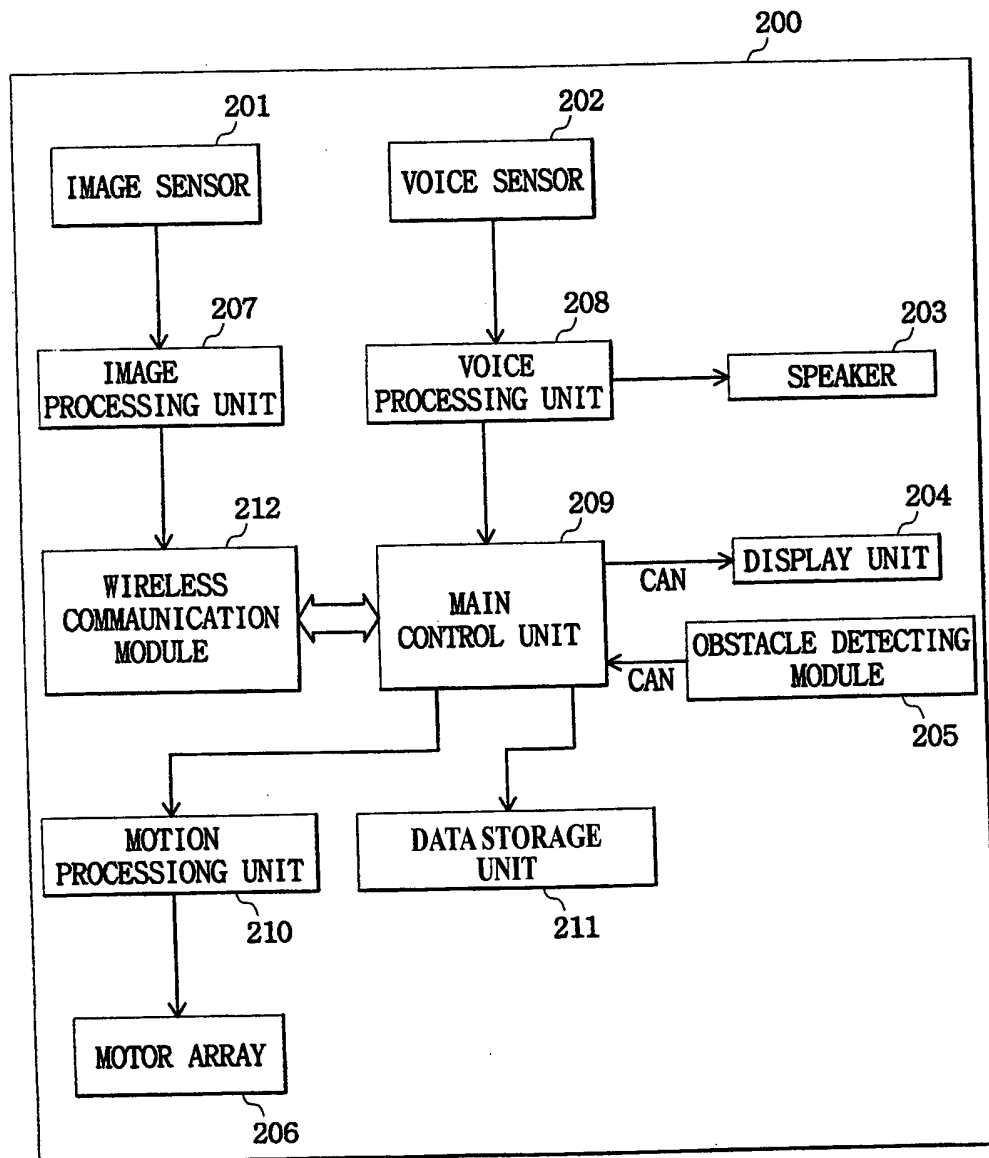 200
201
202
IMAGE SENSOR
VOICE SENSOR
207
208
203
IMAGE
PROCESSING UNIT
VOICE
PROCESSING UNIT
SPEAKER
212
209
204
WIRELESS
COMMAUNICATION
MODULE
MAIN
CONTROL UNIT
CAN
DISPLAY UNIT
CAN
OBSTACLE DETECTING
MODULE
205
MOTION
PROCESSIONG UNIT
210
DATA STORAGE
UNIT
211
MOTOR ARRAY
206